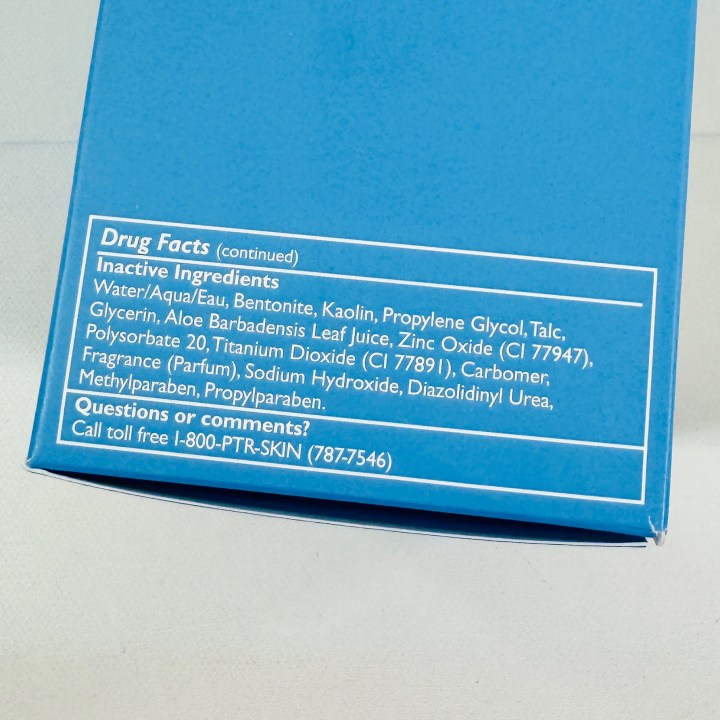 Drug Facts (continued)
Inactive Ingredients
Water/Aqua/Eau, Bentonite, Kaolin, Propylene Glycol, Talc,
Glycerin, Aloe Barbadensis Leaf Juice, Zinc Oxide (CI 77947),
Polysorbate 20, Titanium Dioxide (CI 77891), Carbomer,
Fragrance (Parfum), Sodium Hydroxide, Diazolidinyl Urea,
Methylparaben, Propylparaben.
Questions or comments?
Call toll free 1-800-PTR-SKIN (787-7546)